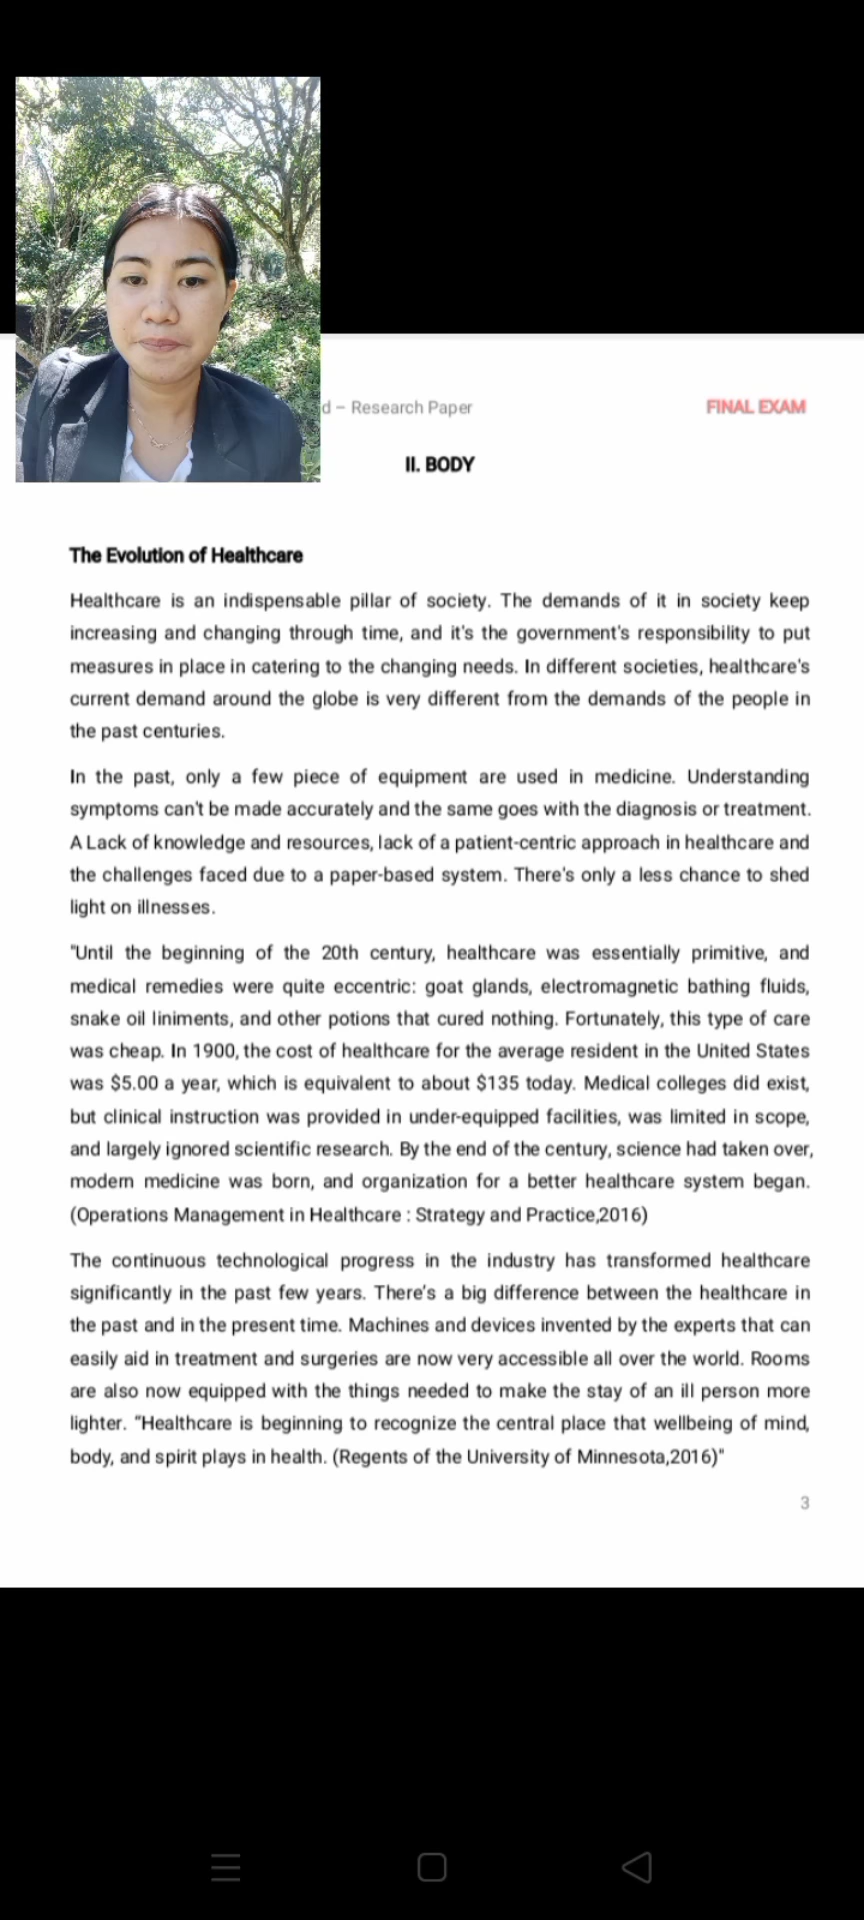 d – Research Paper
FINAL EXAM
II. BODY
The Evolution of Healthcare
Healthcare is an indispensable pillar of society. The demands of it in society keep
increasing and changing through time, and it's the government's responsibility to put
measures in place in catering to the changing needs. In different societies, healthcare's
current demand around the globe is very different from the demands of the people in
the past centuries.
In the past, only a few piece of equipment are used in medicine. Understanding
symptoms can't be made accurately and the same goes with the diagnosis or treatment.
A Lack of knowledge and resources, lack of a patient-centric approach in healthcare and
the challenges faced due to a paper-based system. There's only a less chance to shed
light on illnesses.
"Until the beginning of the 20th century, healthcare was essentially primitive, and
medical remedies were quite eccentric: goat glands, electromagnetic bathing fluids,
snake oil liniments, and other potions that cured nothing. Fortunately, this type of care
was cheap. In 1900, the cost of healthcare for the average resident in the United States
was $5.00 a year, which is equivalent to about $135 today. Medical colleges did exist,
but clinical instruction was provided in under-equipped facilities, was limited in scope,
and largely ignored scientific research. By the end of the century, science had taken over,
modern medicine was born, and organization for a better healthcare system began.
(Operations Management in Healthcare : Strategy and Practice,2016)
The continuous technological progress in the industry has transformed healthcare
significantly in the past few years. There's a big difference between the healthcare in
the past and in the present time. Machines and devices invented by the experts that can
easily aid in treatment and surgeries are now very accessible all over the world. Rooms
are also now equipped with the things needed to make the stay of an ill person more
lighter. "Healthcare is beginning to recognize the central place that wellbeing of mind,
body, and spirit plays in health. (Regents of the University of Minnesota,2016)"
3